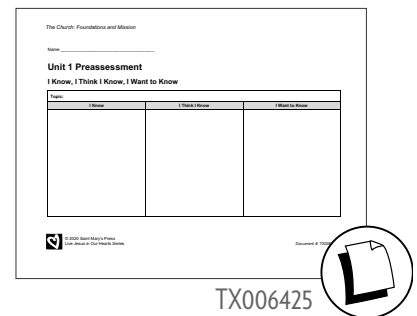 The Church: Foundations and Mission
Name
Unit 1 Preassessment
I Know, I Think I Know, I Want to Know
Topic:
I Know
I Think I Know
I Want to Know
© 2020 Saint Mary's Press
Live Jesus in Our Hearts Series
Document #:
TX006425